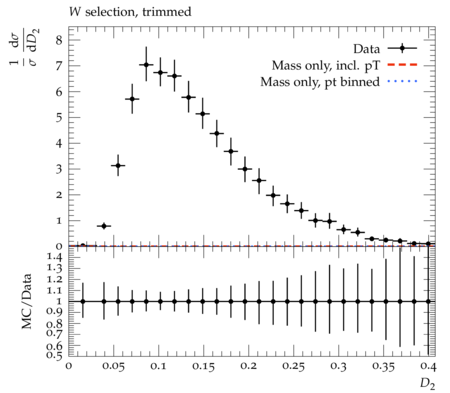 W selection, trimmed
1/σ dσ/dD₂
8
7
6
5
4
3
2
1
0
Data
Mass only, incl. pT
Mass only, pt binned
MC/Data
1.4
1.3
1.2
1.1
1
0.9
0.8
0.7
0.6
0.5
0 0.05 0.1 0.15 0.2 0.25 0.3 0.35 0.4
D₂